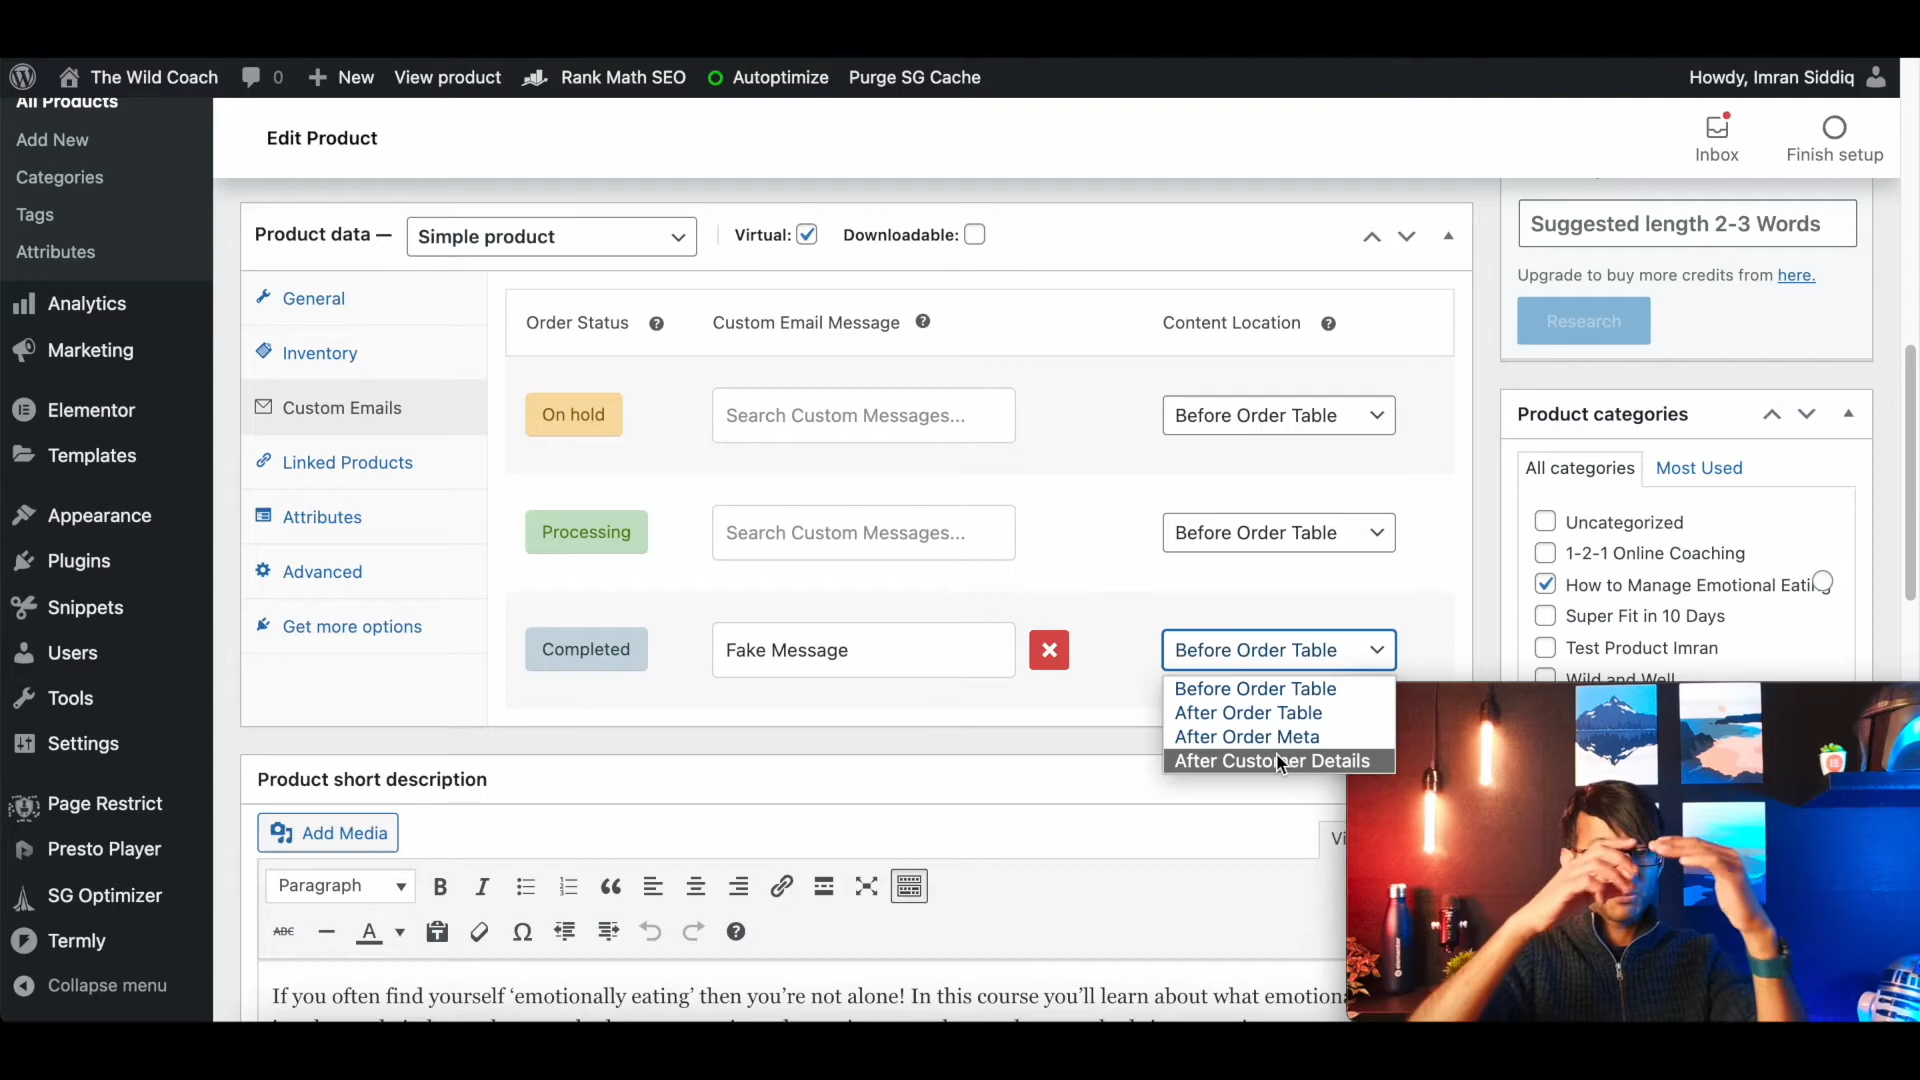 The Wild Coach 0 New View product Rank Math SEO Autoptimize Purge SG Cache Howdy, Imran Siddiq
All Products
Add New
Categories
Tags
Attributes
Analytics
Marketing
Elementor
Templates
Appearance
Plugins
Snippets
Users
Tools
Settings
Page Restrict
Presto Player
SG Optimizer
Termly
Collapse menu
Edit Product
Inbox
Finish setup
Product data — Simple product Virtual: Downloadable:
General
Inventory
Custom Emails
Linked Products
Attributes
Advanced
Get more options
Order Status Custom Email Message Content Location
On hold Search Custom Messages... Before Order Table
Processing Search Custom Messages... Before Order Table
Completed Fake Message Before Order Table
Before Order Table
After Order Table
After Order Meta
After Customer Details
Product short description
Add Media
Vi
Paragraph B I
ABC A
If you often find yourself ‘emotionally eating’ then you’re not alone! In this course you’ll learn about what
Suggested length 2-3 Words
Upgrade to buy more credits from here.
Research
Product categories
All categories Most Used
Uncategorized
1-2-1 Online Coaching
How to Manage Emotional
Super Fit in 10 Days
Test Product Imran
Wild and Well